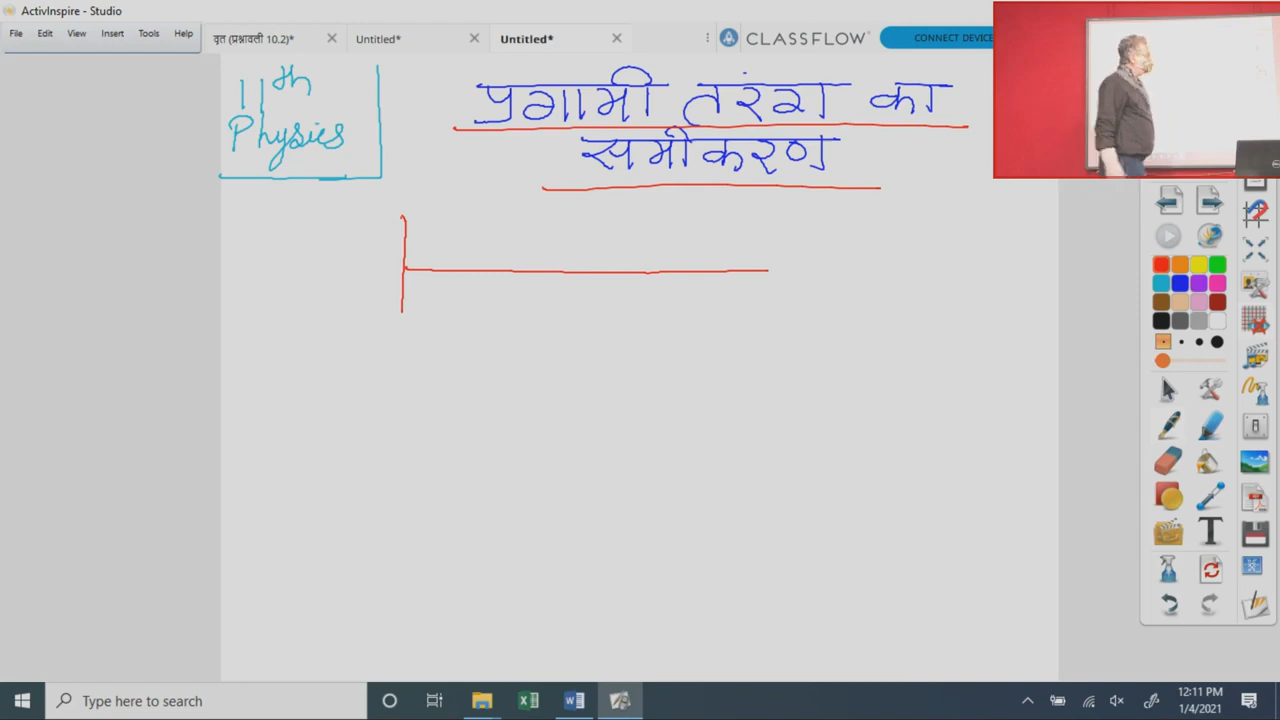 ActivInspire - Studio
File Edit View Insert Tools Help
वृत (प्रश्नावली 10.2)*
Untitled*
Untitled*
CLASSFLOW
CONNECT DEVICE
11th
Physics
प्रगामी तरंग का
समीकरण
Type here to search
12:11 PM
1/4/2021